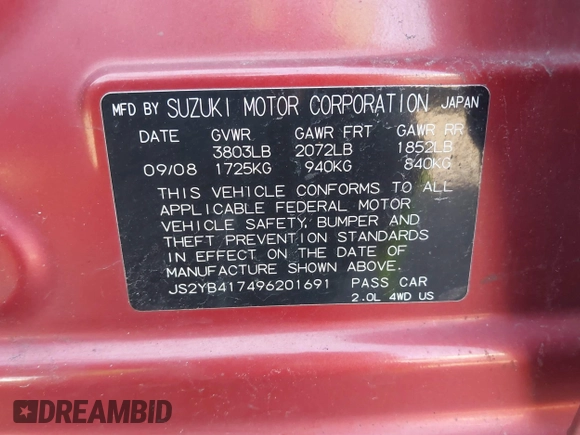 MFD BY SUZUKI MOTOR CORPORATION JAPAN
DATE GVWR GAWR FRT GAWR RR
3803LB 2072LB 1852LB
09/08 1725KG 940KG 840KG
THIS VEHICLE CONFORMS TO ALL
APPLICABLE FEDERAL MOTOR
VEHICLE SAFETY, BUMPER AND
THEFT PREVENTION STANDARDS
IN EFFECT ON THE DATE OF
MANUFACTURE SHOWN ABOVE.
JS2YB417496201691 PASS CAR
2.0L 4WD US
DREAMBID